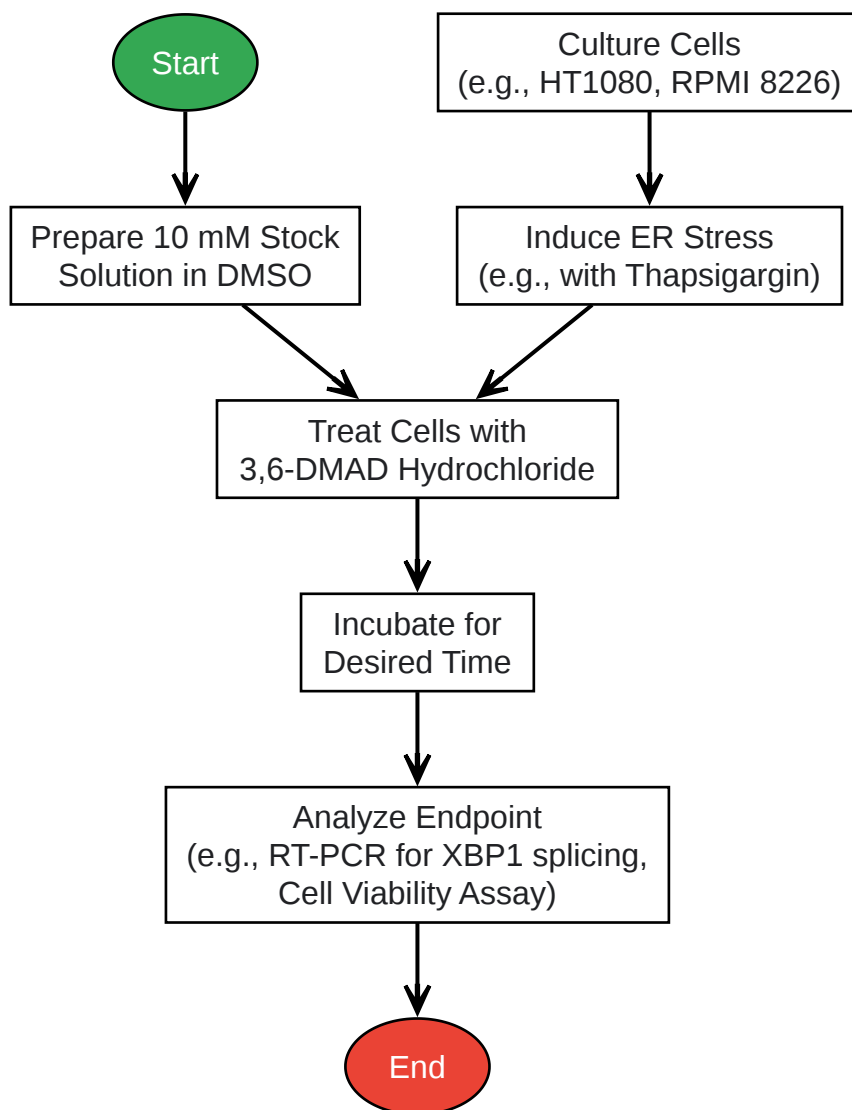 Start
Culture Cells
(e.g., HT1080, RPMI 8226)
Prepare 10 mM Stock
Solution in DMSO
Induce ER Stress
(e.g., with Thapsigargin)
Treat Cells with
3,6-DMAD Hydrochloride
Incubate for
Desired Time
Analyze Endpoint
(e.g., RT-PCR for XBP1 splicing,
Cell Viability Assay)
End